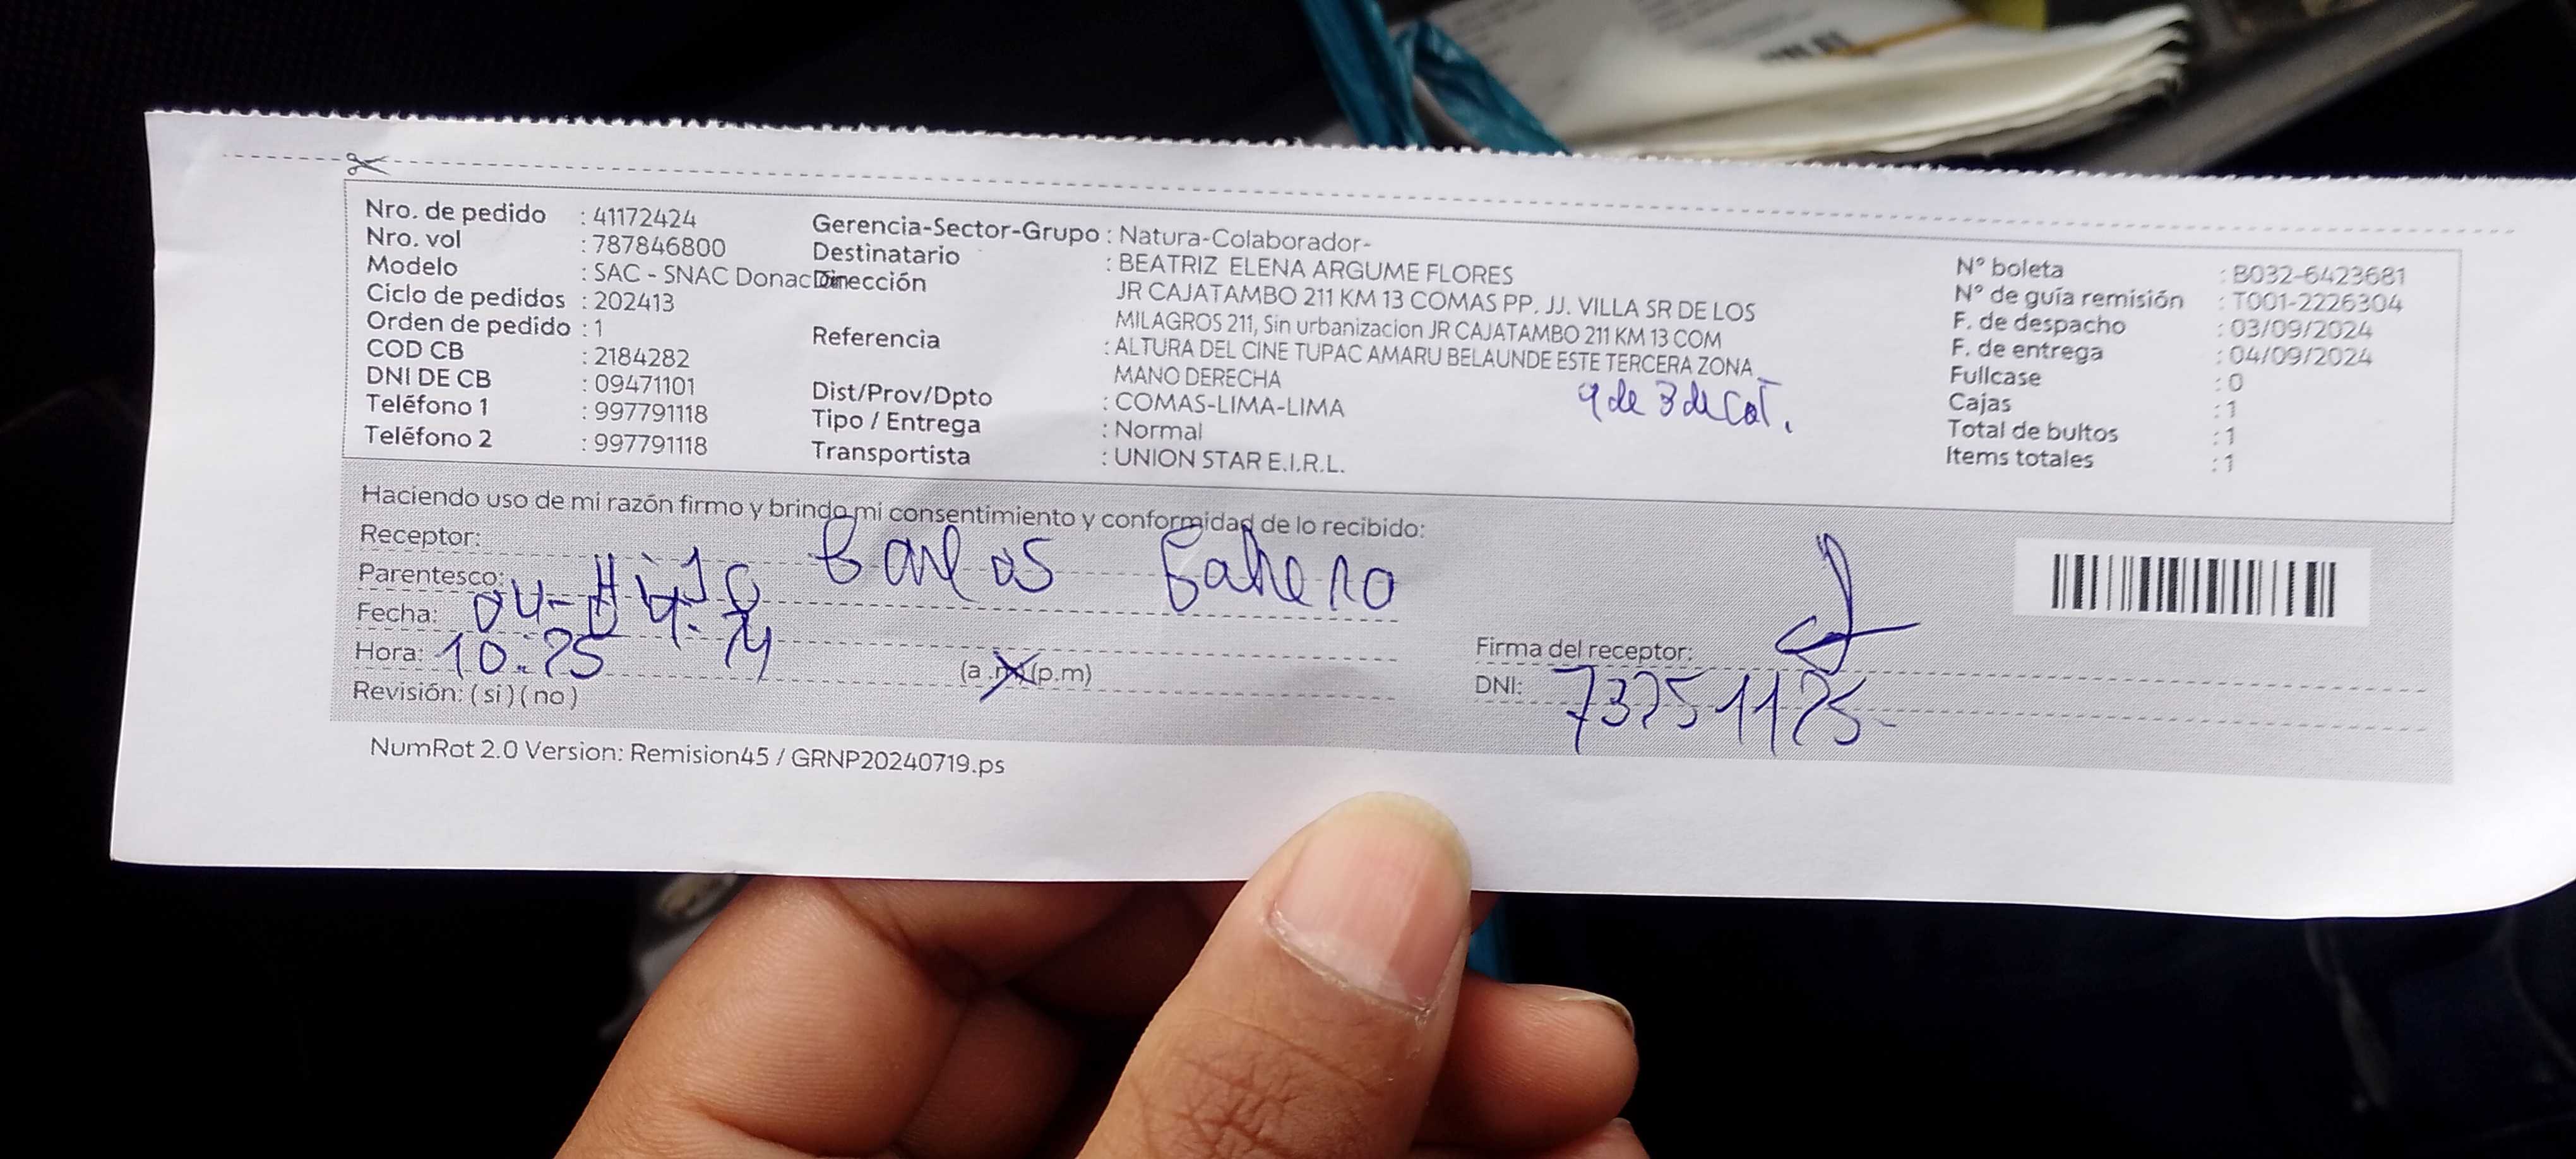 Nro. de pedido : 41172424
Nro. vol : 787846800
Modelo : SAC - SNAC Donac
Ciclo de pedidos : 202413
Orden de pedido : 1
COD CB : 2184282
DNI DE CB : 09471101
Teléfono 1 : 997791118
Teléfono 2 : 997791118
Gerencia-Sector-Grupo : Natura-Colaborador-
Destinatario : BEATRIZ ELENA ARGUME FLORES
Dirección JR CAJATAMBO 211 KM 13 COMAS PP. JJ. VILLA SR DE LOS
MILAGROS 211, Sin urbanizacion JR CAJATAMBO 211 KM 13 COM
Referencia : ALTURA DEL CINE TUPAC AMARU BELAUNDE ESTE TERCERA ZONA
MANO DERECHA
Dist/Prov/Dpto : COMAS-LIMA-LIMA
Tipo / Entrega : Normal
Transportista : UNION STAR E.I.R.L.
de 3 de
N° boleta : B032-6423681
N° de guía remisión : T001-2226304
F. de despacho : 03/09/2024
F. de entrega : 04/09/2024
Fullcase : 0
Cajas : 1
Total de bultos : 1
Items totales : 1
Haciendo uso de mi razón firmo y brindo mi consentimiento y conformidad de lo recibido:
Receptor: Carlos
Parentesco: Hijo
Fecha: 04-
Hora: 10:25 (a.m)(p.m)
Revisión: ( si ) ( no )
Firma del receptor:
DNI: 73251125
NumRot 2.0 Version: Remision45 / GRNP20240719.ps